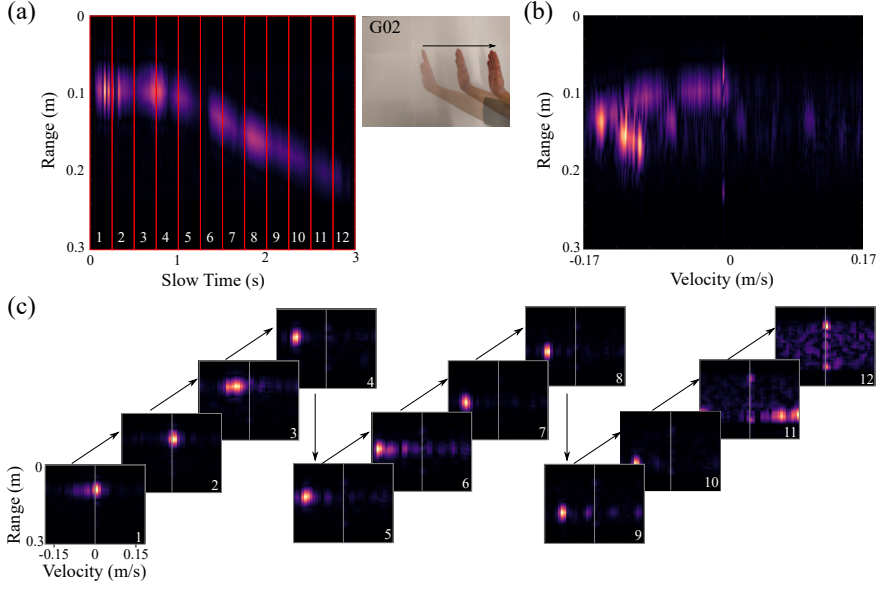 (a)
G02
(b)
Range (m)
0
0.1
0.2
0.3
1 2 3 4 5 6 7 8 9 10 11 12
0 1 2 3
Slow Time (s)
Range (m)
0
0.1
0.2
0.3
-0.17 0 0.17
Velocity (m/s)
(c)
4
8
12
3
7
11
2
6
10
Range (m)
0
0.3
1
5
9
-0.15 0 0.15
Velocity (m/s)